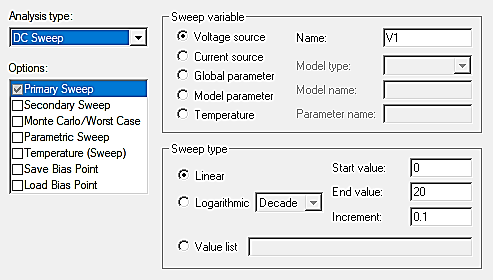 Analysis type:
DC Sweep
Options:
Primary Sweep
Secondary Sweep
Monte Carlo/Worst Case
Parametric Sweep
Temperature (Sweep)
Save Bias Point
Load Bias Point
Sweep variable
Voltage source
Current source
Global parameter
Model parameter
Temperature
Name: V1
Model type:
Model name:
Parameter name:
Sweep type
Linear
Logarithmic Decade
Value list
Start value: 0
End value: 20
Increment: 0.1